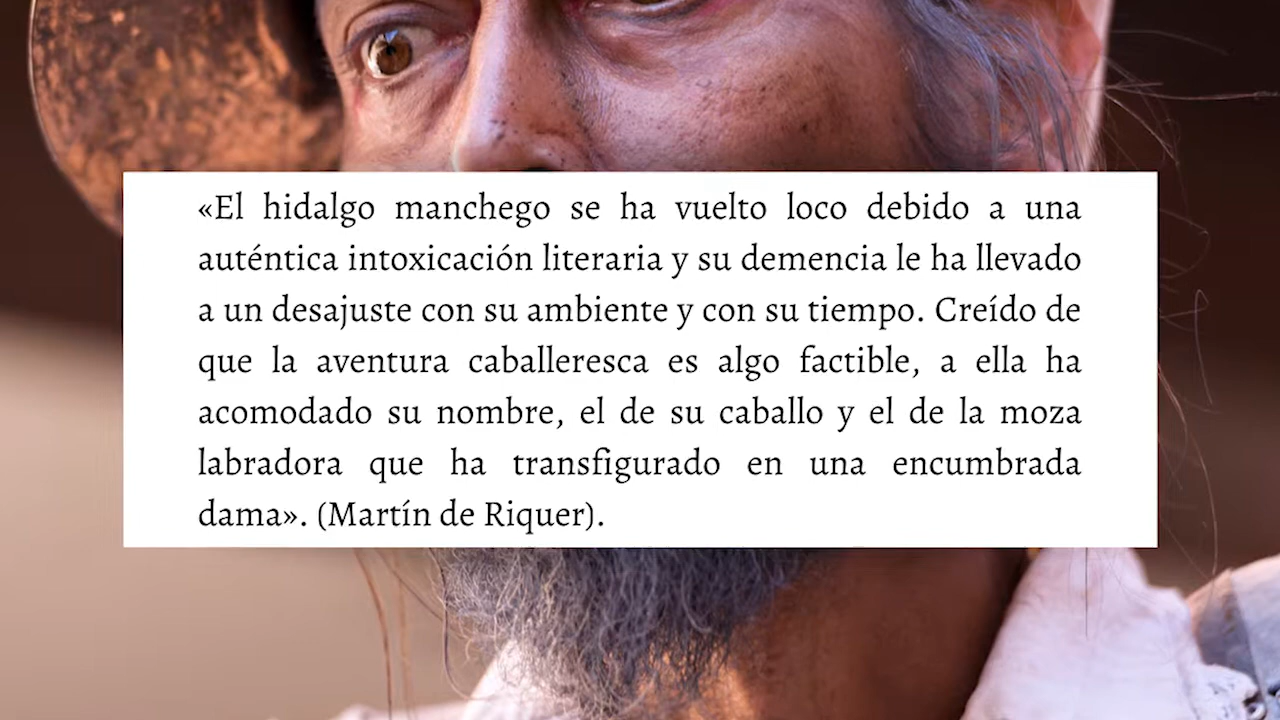 «El hidalgo manchego se ha vuelto loco debido a una
auténtica intoxicación literaria y su demencia le ha llevado
a un desajuste con su ambiente y con su tiempo. Creído de
que la aventura caballeresca es algo factible, a ella ha
acomodado su nombre, el de su caballo y el de la moza
labradora que ha transfigurado en una encumbrada
dama». (Martín de Riquer).